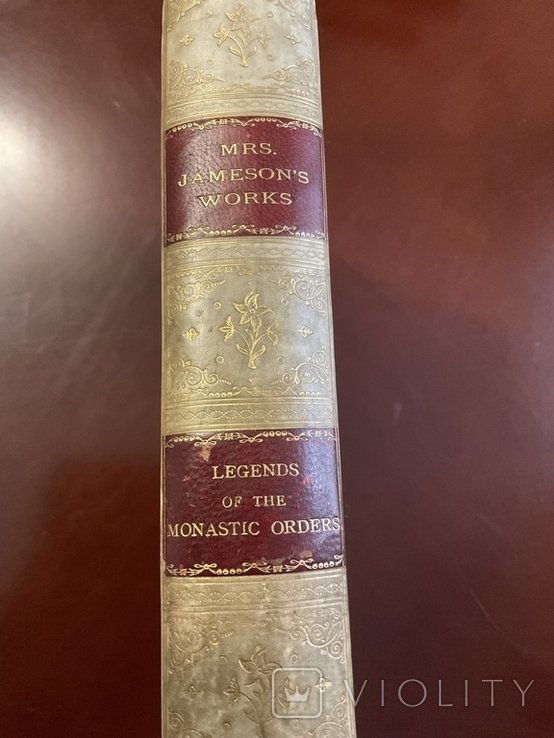 MRS.
JAMESON'S
WORKS
LEGENDS
OF THE
MONASTIC ORDERS
VIOLITY